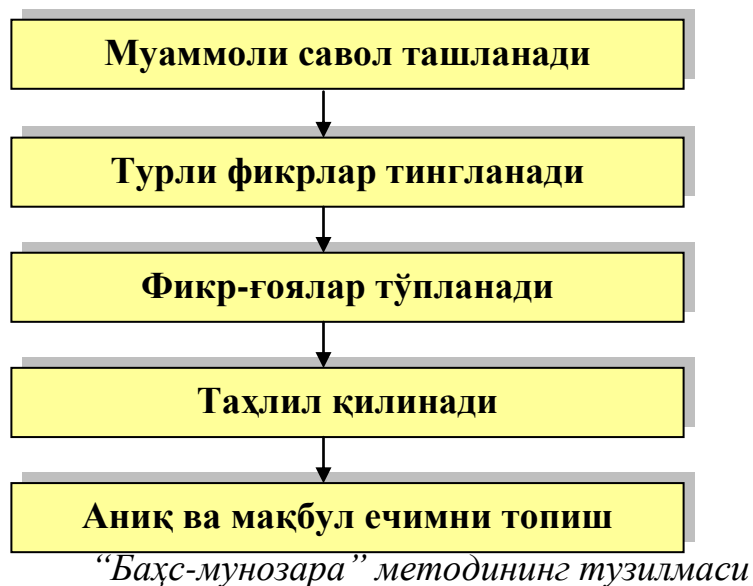 Муаммоли савол ташланади
Турли фикрлар тингланади
Фикр-ғоялар тўпланади
Таҳлил қилинади
Аниқ ва мақбул ечимни топиш
“Баҳс-мунозара” методининг тузилмаси